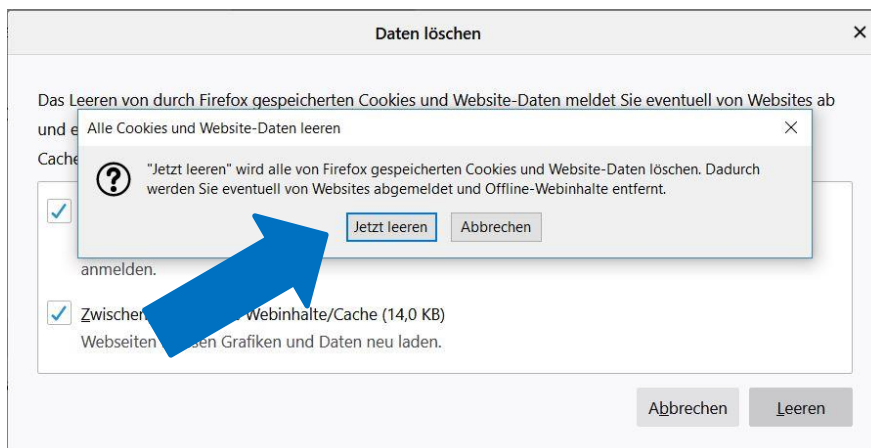 Daten löschen
Das Leeren von durch Firefox gespeicherten Cookies und Website-Daten meldet Sie eventuell von Websites ab
und
Alle Cookies und Website-Daten leeren
Cache
"Jetzt leeren" wird alle von Firefox gespeicherten Cookies und Website-Daten löschen. Dadurch
werden Sie eventuell von Websites abgemeldet und Offline-Webinhalte entfernt.
Jetzt leeren Abbrechen
anmelden.
Webinhalte/Cache (14,0 KB)
Webseiten Grafiken und Daten neu laden.
Abbrechen Leeren